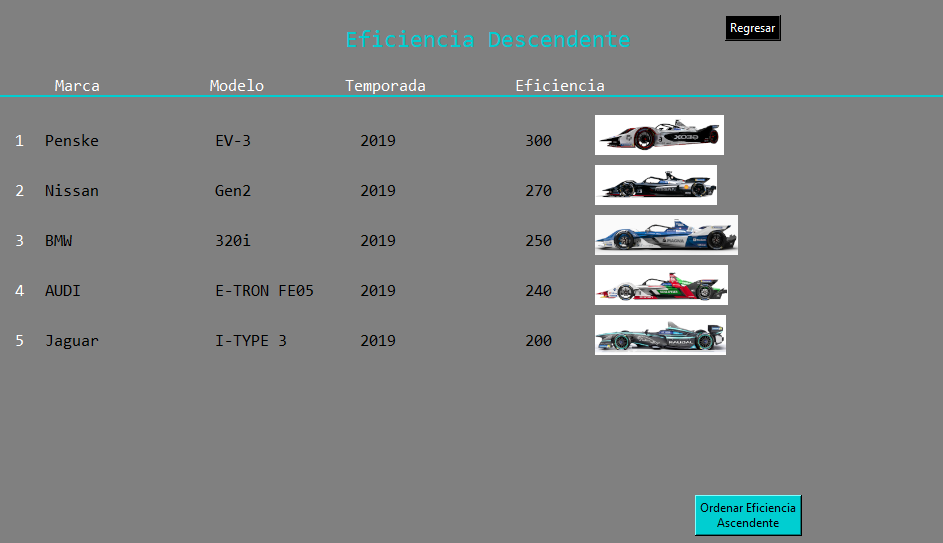 Regresar
Eficiencia Descendente
Marca Modelo Temporada Eficiencia
1 Penske EV-3 2019 300
2 Nissan Gen2 2019 270
3 BMW 320i 2019 250
4 AUDI E-TRON FE05 2019 240
5 Jaguar I-TYPE 3 2019 200
Ordenar Eficiencia
Ascendente